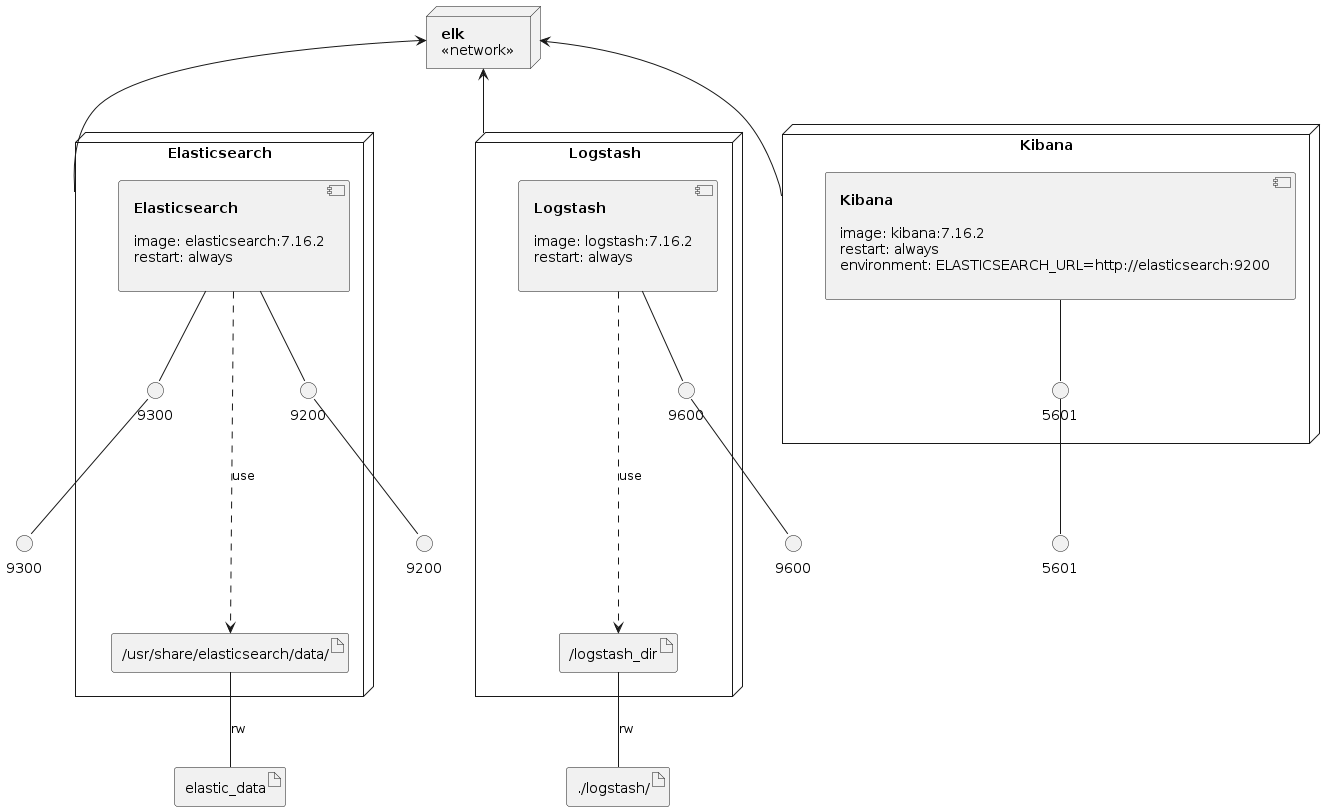 elk
«network»
Elasticsearch
Elasticsearch
image: elasticsearch:7.16.2
restart: always
9300
9200
use
9300
9200
/usr/share/elasticsearch/data/
rw
elastic_data
Logstash
Logstash
image: logstash:7.16.2
restart: always
9600
use
9600
/logstash_dir
rw
./logstash/
Kibana
Kibana
image: kibana:7.16.2
restart: always
environment: ELASTICSEARCH_URL=http://elasticsearch:9200
5601
5601